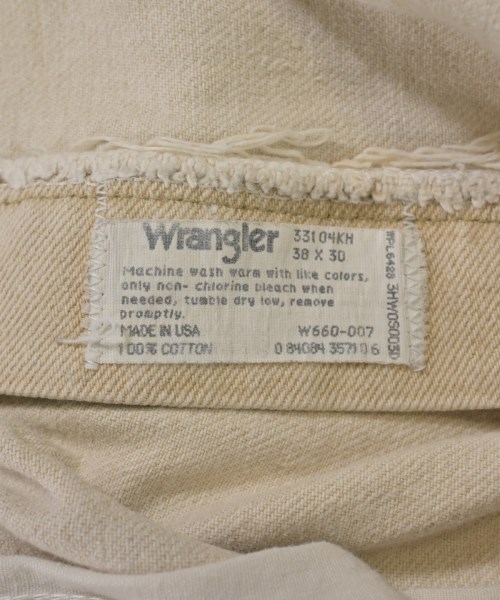 Wrangler 33104KH
38 X 30
Machine wash warm with like colors,
only non- chlorine bleach when
needed, tumble dry low, remove
promptly.
MADE IN USA W660-007
100% COTTON 0 84084 35710 6
WPL6428